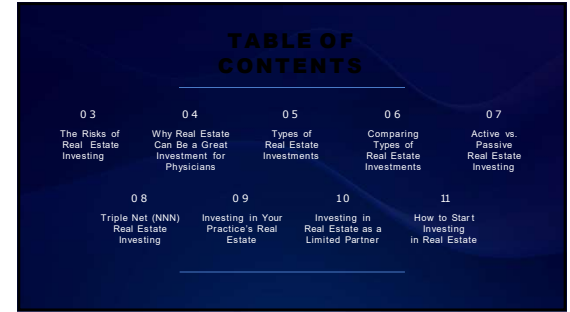 TABLE OF
CONTENTS
03
The Risks of
Real Estate
Investing
04
Why Real Estate
Can Be a Great
Investment for
Physicians
05
Types of
Real Estate
Investments
06
Comparing
Types of
Real Estate
Investments
07
Active vs.
Passive
Real Estate
Investing
08
Triple Net (NNN)
Real Estate
Investing
09
Investing in Your
Practice's Real
Estate
10
Investing in
Real Estate as a
Limited Partner
11
How to Start
Investing
in Real Estate